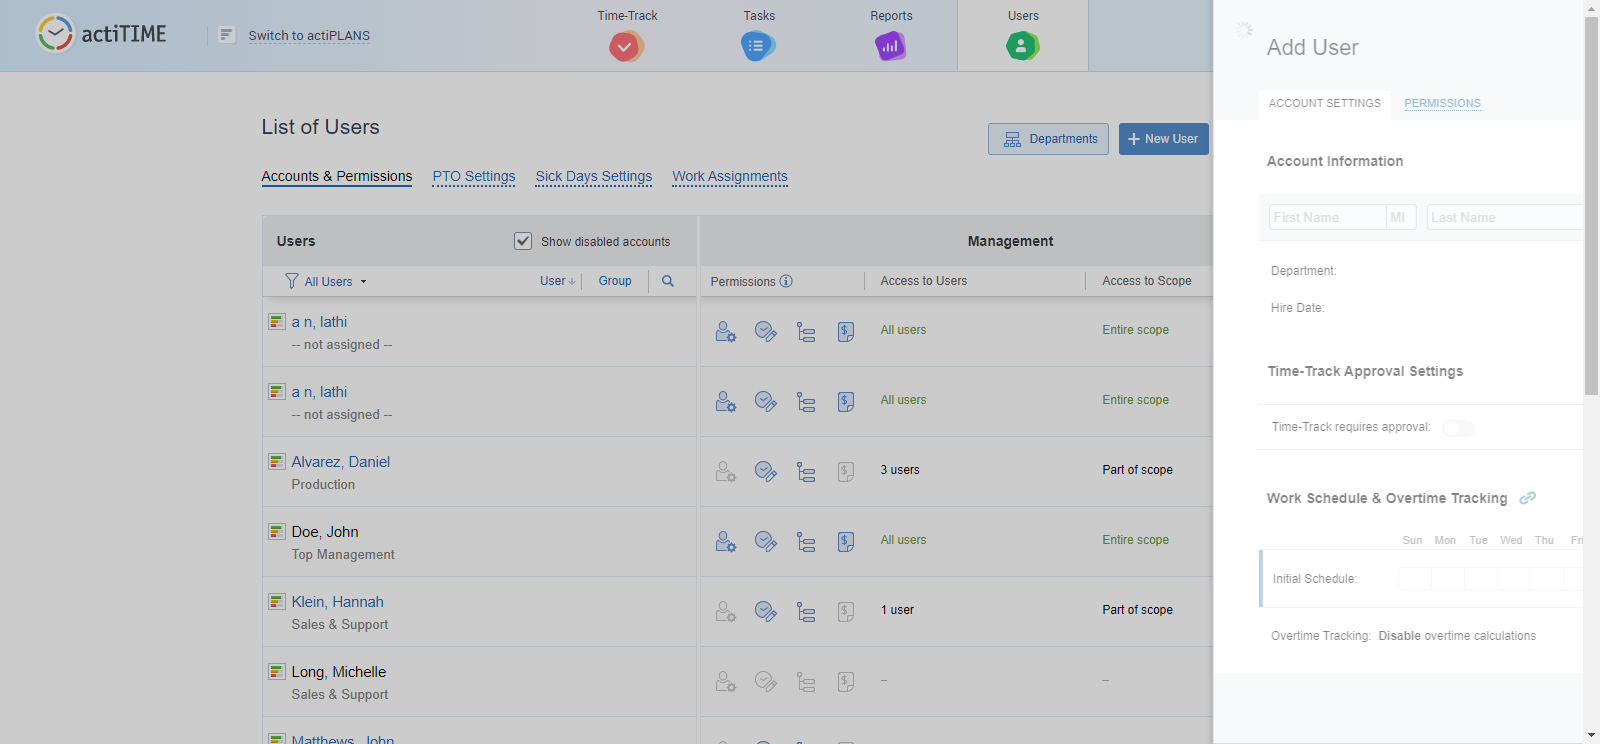 actiTIME
Switch to actiPLANS
Time-Track
Tasks
Reports
Users
List of Users
Departments
New User
Accounts & Permissions
PTO Settings
Sick Days Settings
Work Assignments
Users
Show disabled accounts
Management
All Users
User
Group
Permissions
Access to Users
Access to Scope
a n, lathi
All users
Entire scope
-- not assigned --
a n, lathi
All users
Entire scope
-- not assigned --
Alvarez, Daniel
3 users
Part of scope
Production
Doe, John
All users
Entire scope
Top Management
Klein, Hannah
1 user
Part of scope
Sales & Support
Long, Michelle
–
–
Sales & Support
Matthews, John
Add User
ACCOUNT SETTINGS
PERMISSIONS
Account Information
First Name
MI
Last Name
Department:
Hire Date:
Time-Track Approval Settings
Time-Track requires approval:
Work Schedule & Overtime Tracking
Sun Mon Tue Wed Thu Fri
Initial Schedule:
Overtime Tracking: Disable overtime calculations